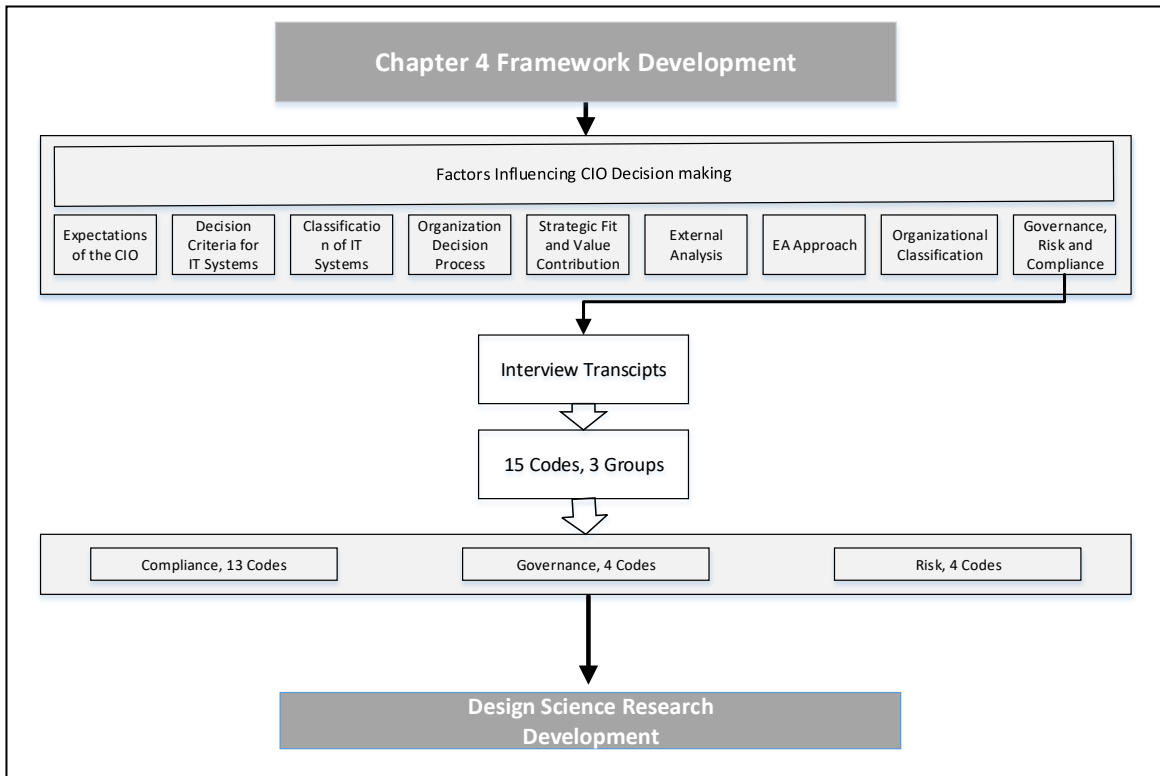 Chapter 4 Framework Development
Factors Influencing CIO Decision making
Expectations
of the CIO
Decision
Criteria for
IT Systems
Classificatio
n of IT
Systems
Organization
Decision
Process
Strategic Fit
and Value
Contribution
External
Analysis
EA Approach
Organizational
Classification
Governance,
Risk and
Compliance
Interview Transcipts
15 Codes, 3 Groups
Compliance, 13 Codes
Governance, 4 Codes
Risk, 4 Codes
Design Science Research
Development